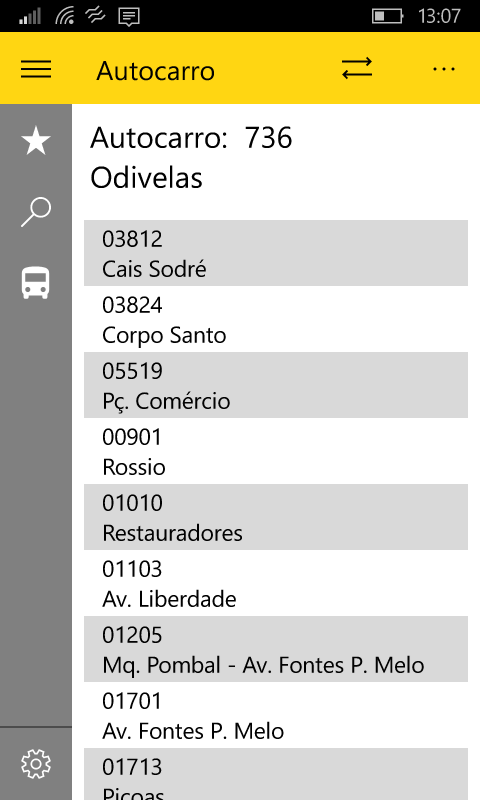 13:07
Autocarro
Autocarro: 736
Odivelas
03812
Cais Sodré
03824
Corpo Santo
05519
Pç. Comércio
00901
Rossio
01010
Restauradores
01103
Av. Liberdade
01205
Mq. Pombal - Av. Fontes P. Melo
01701
Av. Fontes P. Melo
01713
Picoas